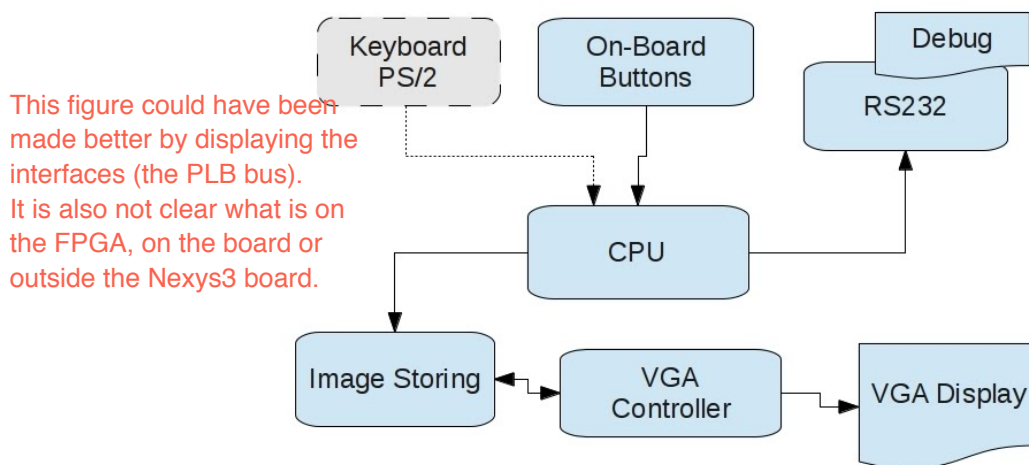 Keyboard
PS/2
On-Board
Buttons
Debug
RS232
This figure could have been
made better by displaying the
interfaces (the PLB bus).
It is also not clear what is on
the FPGA, on the board or
outside the Nexys3 board.
CPU
Image Storing
VGA
Controller
VGA Display